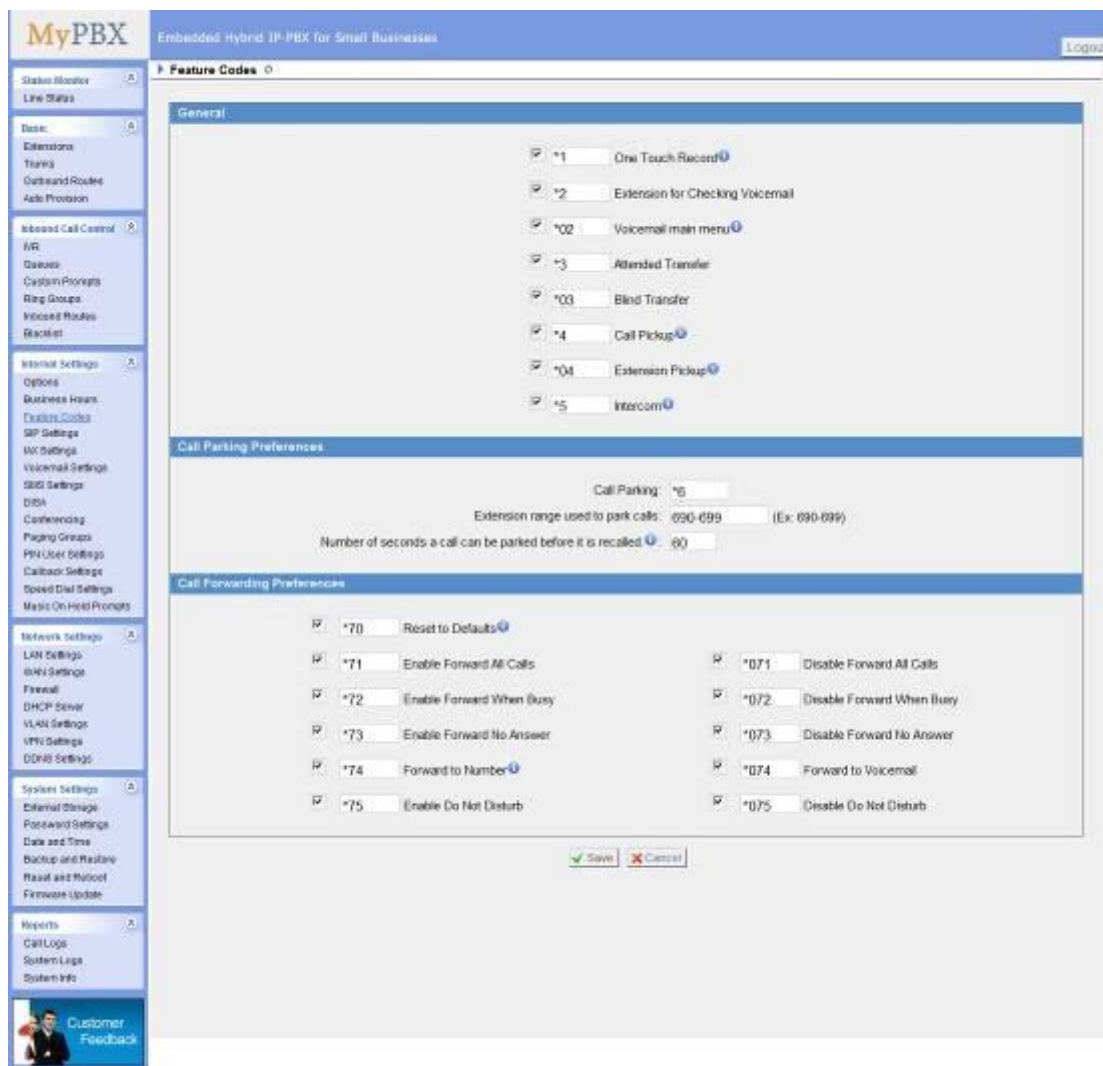 MyPBX
Embedded Hybrid IP-PBX for Small Businesses
Logout
Status Monitor
Line Status
Basic
Extensions
Trunks
Outbound Routes
Auto Provision
Inbound Call Control
IVR
Queues
Custom Prompts
Ring Groups
Inbound Routes
Blacklist
Internal Settings
Options
Business Hours
Feature Codes
SIP Settings
IAX Settings
Voicemail Settings
SMS Settings
DISA
Conferencing
Paging Groups
PIN User Settings
Callback Settings
Speed Dial Settings
Music On Hold Prompts
Network Settings
LAN Settings
WAN Settings
Firewall
DHCP Server
VLAN Settings
VPN Settings
DDNS Settings
System Settings
External Storage
Password Settings
Date and Time
Backup and Restore
Reset and Reboot
Firmware Update
Reports
Call Logs
System Logs
System Info
Customer
Feedback
Feature Codes
General
*1 One Touch Record
*2 Extension for Checking Voicemail
*02 Voicemail main menu
*3 Attended Transfer
*03 Blind Transfer
*4 Call Pickup
*04 Extension Pickup
*5 Intercom
Call Parking Preferences
Call Parking: *6
Extension range used to park calls: 690-699 (Ex: 690-699)
Number of seconds a call can be parked before it is recalled : 60
Call Forwarding Preferences
*70 Reset to Defaults
*71 Enable Forward All Calls *071 Disable Forward All Calls
*72 Enable Forward When Busy *072 Disable Forward When Busy
*73 Enable Forward No Answer *073 Disable Forward No Answer
*74 Forward to Number *074 Forward to Voicemail
*75 Enable Do Not Disturb *075 Disable Do Not Disturb
Save Cancel